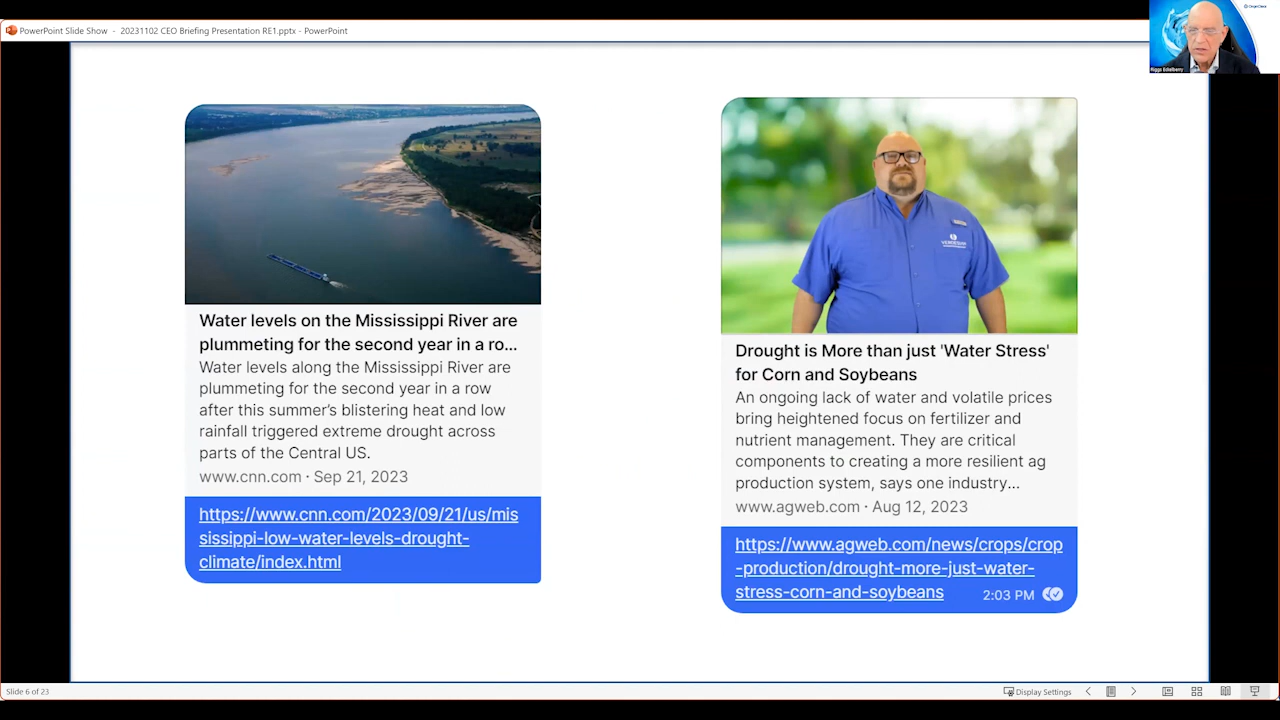 PowerPoint Slide Show - 20231102 CEO Briefing Presentation RE1.pptx - PowerPoint
Riggs Eckelberry
Water levels on the Mississippi River are
plummeting for the second year in a ro...
Water levels along the Mississippi River are
plummeting for the second year in a row
after this summer’s blistering heat and low
rainfall triggered extreme drought across
parts of the Central US.
www.cnn.com · Sep 21, 2023
https://www.cnn.com/2023/09/21/us/mis
sissippi-low-water-levels-drought-
climate/index.html
Drought is More than just 'Water Stress'
for Corn and Soybeans
An ongoing lack of water and volatile prices
bring heightened focus on fertilizer and
nutrient management. They are critical
components to creating a more resilient ag
production system, says one industry...
www.agweb.com · Aug 12, 2023
https://www.agweb.com/news/crops/crop
-production/drought-more-just-water-
stress-corn-and-soybeans
2:03 PM
Slide 6 of 23
Display Settings